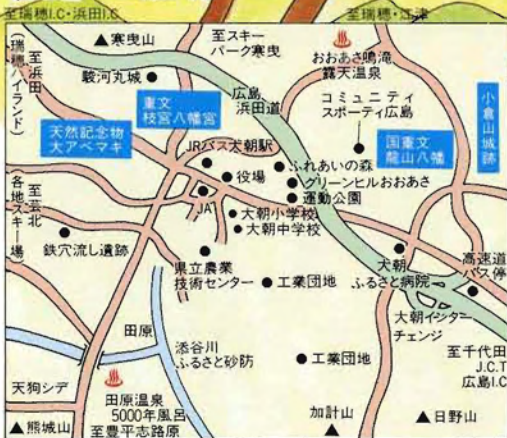 至瑞穂I.C・浜田I.C
至瑞穂・江津
▲寒曳山
至スキー
パーク寒曳
おおあさ鳴滝
露天温泉
至浜田
(瑞穂ハイランド)
駿河丸城
広島
浜田道
コミュニティ
スポーティ広島
小倉山城跡
重文
枝宮八幡宮
天然記念物
大アベマキ
国重文
龍山八幡
JRバス大朝駅
ふれあいの森
役場
グリーンヒルおおあさ
運動公園
JA
大朝小学校
大朝中学校
至芸北
各地スキー場
鉄穴流し遺跡
県立農業
技術センター
工業団地
大朝
ふるさと病院
高速道
バス停
大朝インター
チェンジ
田原
添谷川
ふるさと砂防
工業団地
至千代田
J.C.T
広島I.C
天狗シデ
田原温泉
5000年風呂
至豊平志路原
▲熊城山
加計山
▲
▲日野山